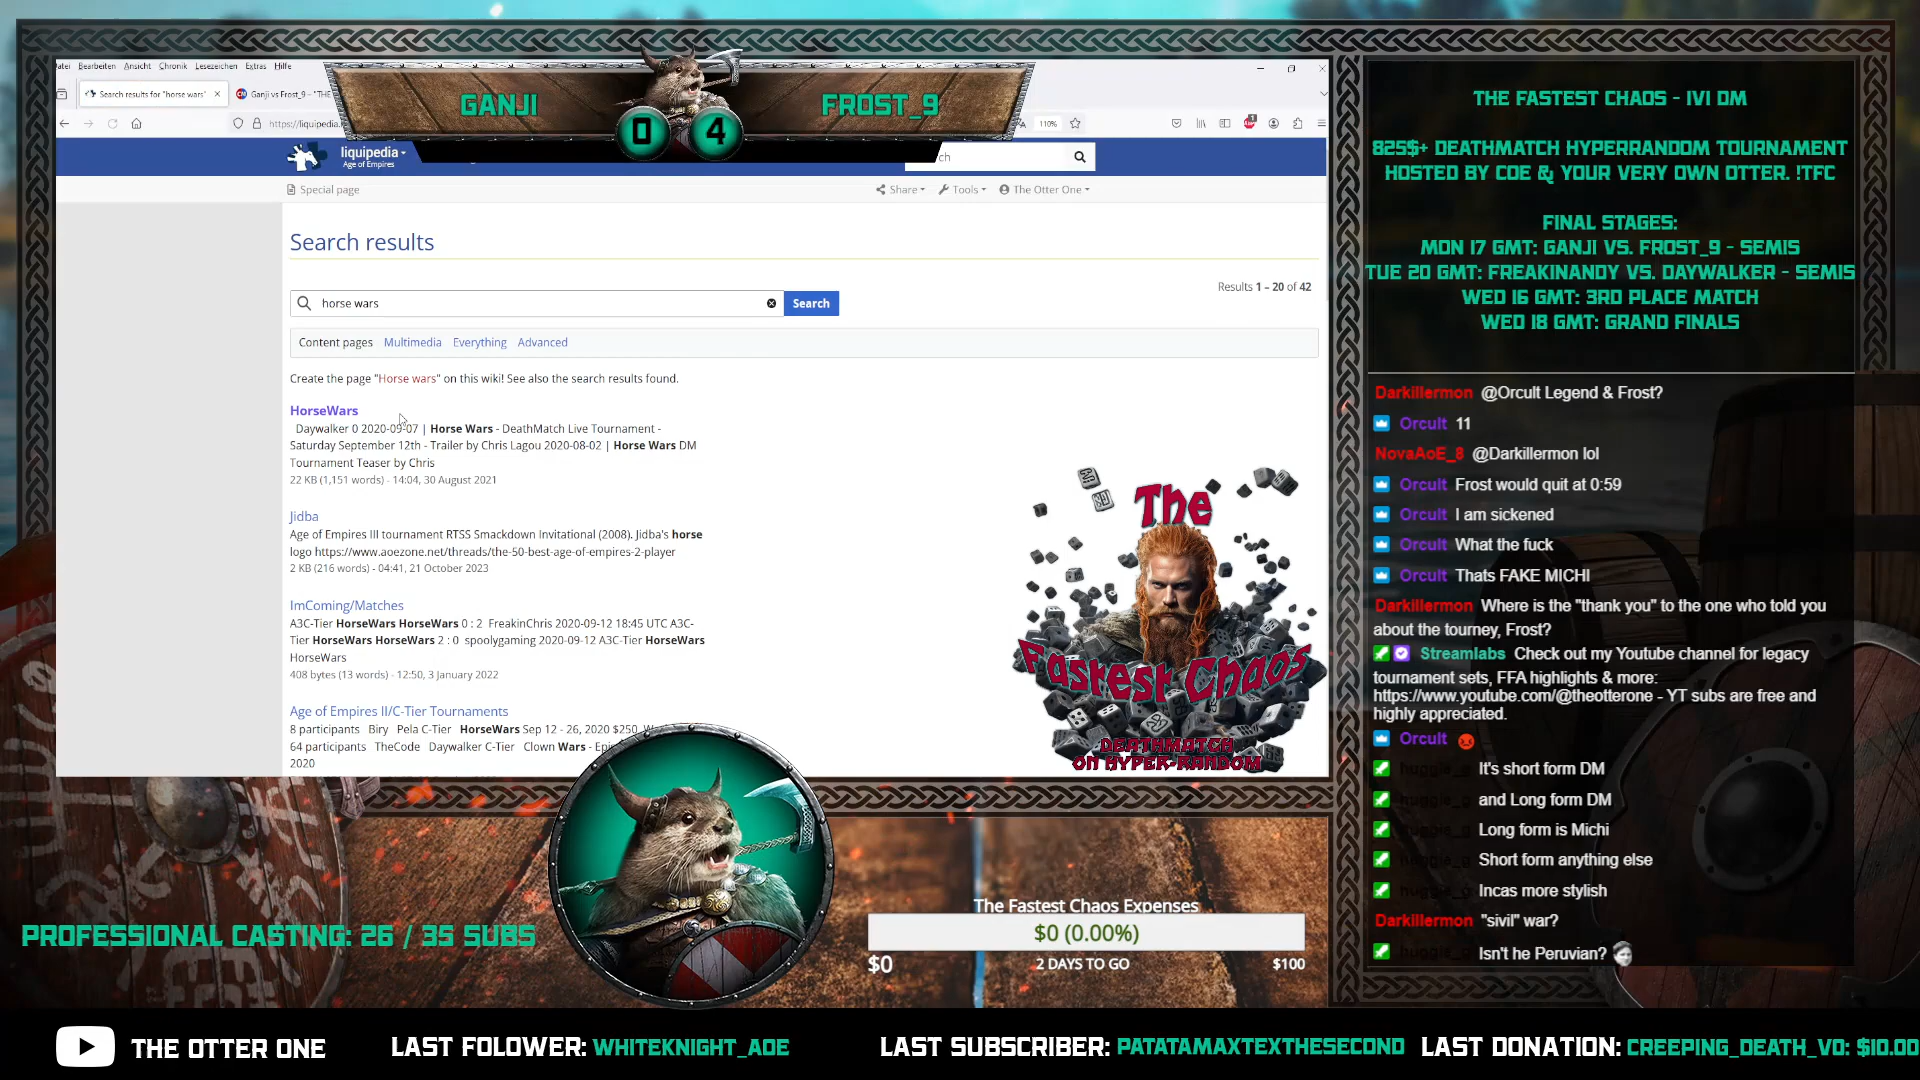 Datei Bearbeiten Ansicht Chronik Lesezeichen Extras Hilfe
Search results for "horse wars"
Ganji vs Frost_9 - "THE
https://liquipedia.
110%
GANJI
FROST_9
0 4
liquipedia
Age of Empires
Special page
Share
Tools
The Otter One
Search results
Results 1 – 20 of 42
horse wars
Search
Content pages Multimedia Everything Advanced
Create the page "Horse wars" on this wiki! See also the search results found.
HorseWars
Daywalker 0 2020-09-07 | Horse Wars - DeathMatch Live Tournament -
Saturday September 12th - Trailer by Chris Lagou 2020-08-02 | Horse Wars DM
Tournament Teaser by Chris
22 KB (1,151 words) - 14:04, 30 August 2021
Jidba
Age of Empires III tournament RTSS Smackdown Invitational (2008). Jidba's horse
logo https://www.aoezone.net/threads/the-50-best-age-of-empires-2-player
2 KB (216 words) - 04:41, 21 October 2023
ImComing/Matches
A3C-Tier HorseWars HorseWars 0 : 2 FreakinChris 2020-09-12 18:45 UTC A3C-
Tier HorseWars HorseWars 2 : 0 spoolygaming 2020-09-12 A3C-Tier HorseWars
HorseWars
408 bytes (13 words) - 12:50, 3 January 2022
Age of Empires II/C-Tier Tournaments
8 participants Biry Pela C-Tier HorseWars Sep 12 - 26, 2020 $250
64 participants TheCode Daywalker C-Tier Clown Wars - Epi
2020
The
Fastest Chaos
DEATHMATCH
ON HYPER-RANDOM
THE FASTEST CHAOS - 1V1 DM
825$+ DEATHMATCH HYPERRANDOM TOURNAMENT
HOSTED BY COE & YOUR VERY OWN OTTER. !TFC
FINAL STAGES:
MON 17 GMT: GANJI VS. FROST_9 - SEMIS
TUE 20 GMT: FREAKINANDY VS. DAYWALKER - SEMIS
WED 16 GMT: 3RD PLACE MATCH
WED 18 GMT: GRAND FINALS
Darkillermon @Orcult Legend & Frost?
Orcult 11
NovaAoE_8 @Darkillermon lol
Orcult Frost would quit at 0:59
Orcult I am sickened
Orcult What the fuck
Orcult Thats FAKE MICHI
Darkillermon Where is the "thank you" to the one who told you
about the tourney, Frost?
Streamlabs Check out my Youtube channel for legacy
tournament sets, FFA highlights & more:
https://www.youtube.com/@theotterone - YT subs are free and
highly appreciated.
Orcult
It's short form DM
and Long form DM
Long form is Michi
Short form anything else
Incas more stylish
Darkillermon "sivil" war?
Isn't he Peruvian?
PROFESSIONAL CASTING: 26 / 35 SUBS
The Fastest Chaos Expenses
$0 (0.00%)
$0 2 DAYS TO GO $100
THE OTTER ONE
LAST FOLOWER: WHITEKNIGHT_AOE
LAST SUBSCRIBER: PATATAMAXTEXTHESECOND
LAST DONATION: CREEPING_DEATH_VD: $10.00